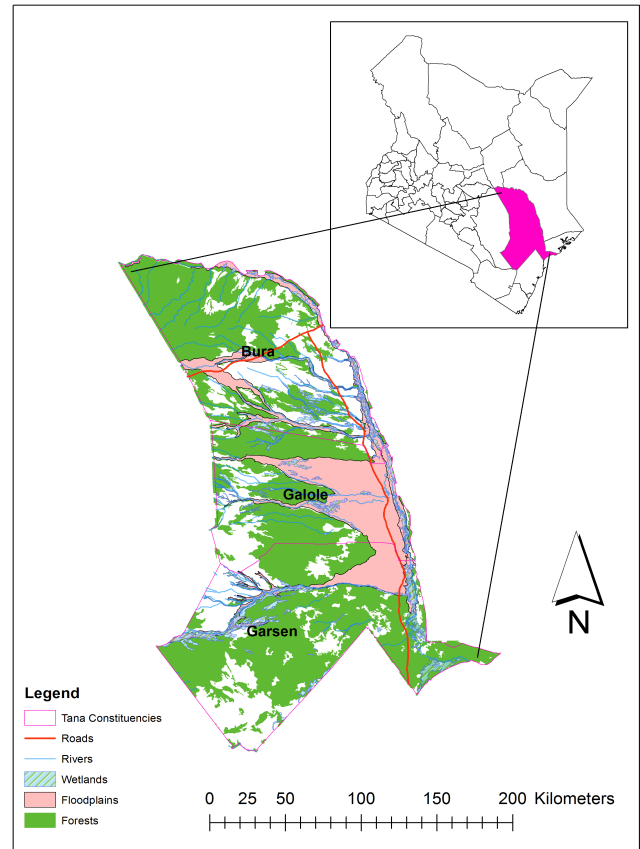 Bura
Galole
Garsen
N
Legend
Tana Constituencies
Roads
Rivers
Wetlands
Floodplains
Forests
0 25 50 100 150 200 Kilometers